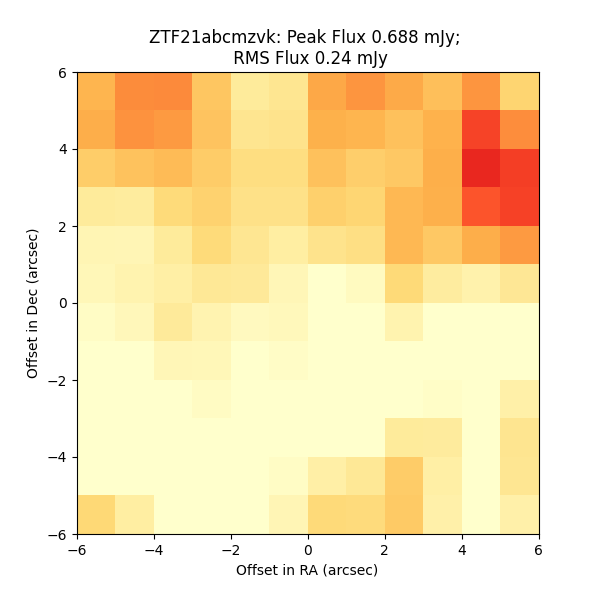 ZTF21abcmzvk: Peak Flux 0.688 mJy;
RMS Flux 0.24 mJy
6
4
2
0
−2
−4
−6
Offset in Dec (arcsec)
−6 −4 −2 0 2 4 6
Offset in RA (arcsec)